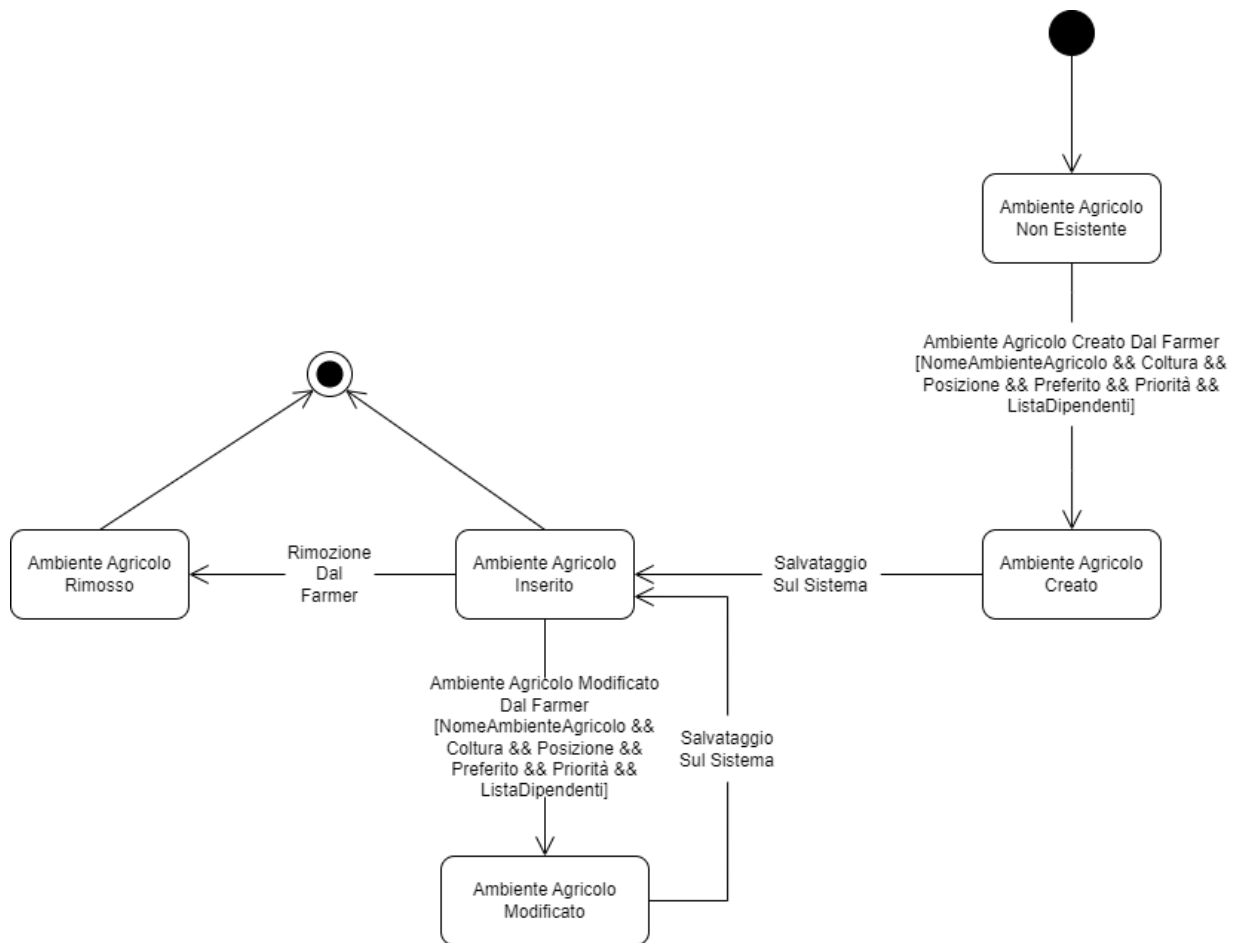 Ambiente Agricolo
Non Esistente
Ambiente Agricolo Creato Dal Farmer
[NomeAmbienteAgricolo && Coltura &&
Posizione && Preferito && Priorità &&
ListaDipendenti]
Ambiente Agricolo
Rimosso
Rimozione
Dal
Farmer
Ambiente Agricolo
Inserito
Salvataggio
Sul Sistema
Ambiente Agricolo
Creato
Ambiente Agricolo Modificato
Dal Farmer
[NomeAmbienteAgricolo &&
Coltura && Posizione &&
Preferito && Priorità &&
ListaDipendenti]
Salvataggio
Sul Sistema
Ambiente Agricolo
Modificato